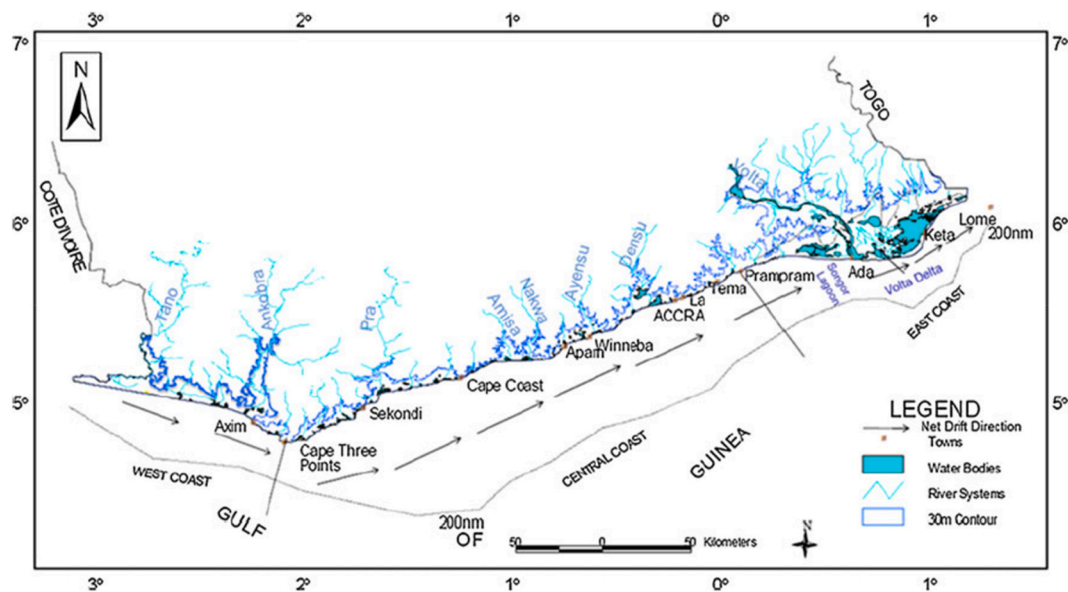 3° 2° 1° 0° 1°
7° 7°
N
TOGO
COTE D'IVORE
Volta
6° 6°
Lome
200nm
Keta
Densu
Ayensu
Nakwa
Amisa
Pra
Ankobra
Tano
Ada
Prampram
Songor
Lagoon
Volta Delta
Tema
La
ACCRA
EAST COAST
Winneba
Apam
Cape Coast
5° 5°
Sekondi
Axim
Cape Three
Points
WEST COAST
CENTRAL COAST
GUINEA
GULF
200nm
OF
LEGEND
Net Drift Direction
Towns
Water Bodies
River Systems
30m Contour
50 0 50 Kilometers
N
3° 2° 1° 0° 1°